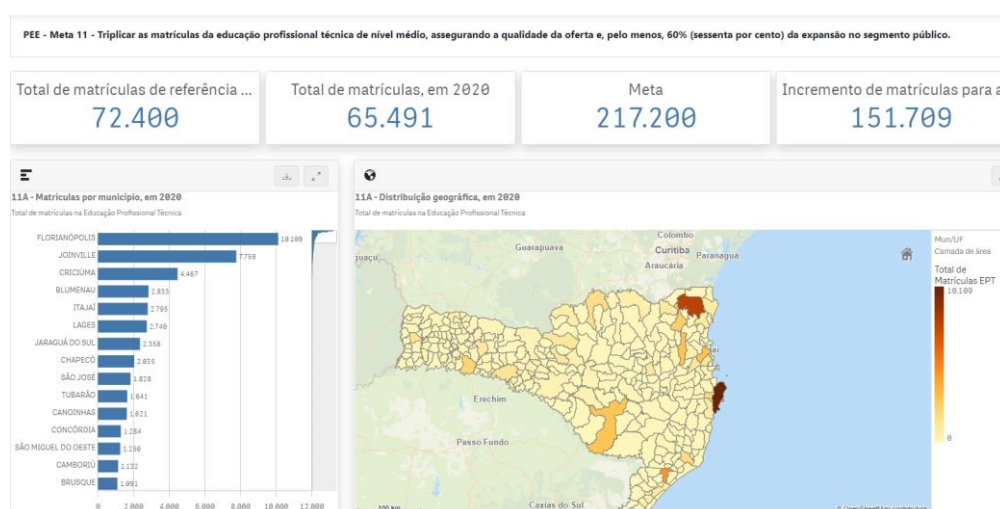 PEE - Meta 11 - Triplicar as matrículas da educação profissional técnica de nível médio, assegurando a qualidade da oferta e, pelo menos, 60% (sessenta por cento) da expansão no segmento público.
Total de matrículas de referência ...
72.400
Total de matrículas, em 2020
65.491
Meta
217.200
Incremento de matrículas para a
151.709
11A - Matrículas por município, em 2020
Total de matrículas na Educação Profissional Técnica
FLORIANÓPOLIS 10.109
JOINVILLE 7.759
CRICIÚMA 4.467
BLUMENAU 2.833
ITAJAÍ 2.795
LAGES 2.740
JARAGUÁ DO SUL 2.358
CHAPECÓ 2.035
SÃO JOSÉ 1.828
TUBARÃO 1.641
CANOINHAS 1.621
CONCÓRDIA 1.284
SÃO MIGUEL DO OESTE 1.250
CAMBORIÚ 1.132
BRUSQUE 1.091
0 2.000 4.000 6.000 8.000 10.000 12.000
11A - Distribuição geográfica, em 2020
Total de matrículas na Educação Profissional Técnica
Colombo
Guarapuava
Curitiba
Paranaguá
Araucária
Erechim
Passo Fundo
Caxias do Sul
100 km
© OpenStreetMap contributors
Mun/UF
Camada de área
Total de
Matrículas EPT
10.109
0